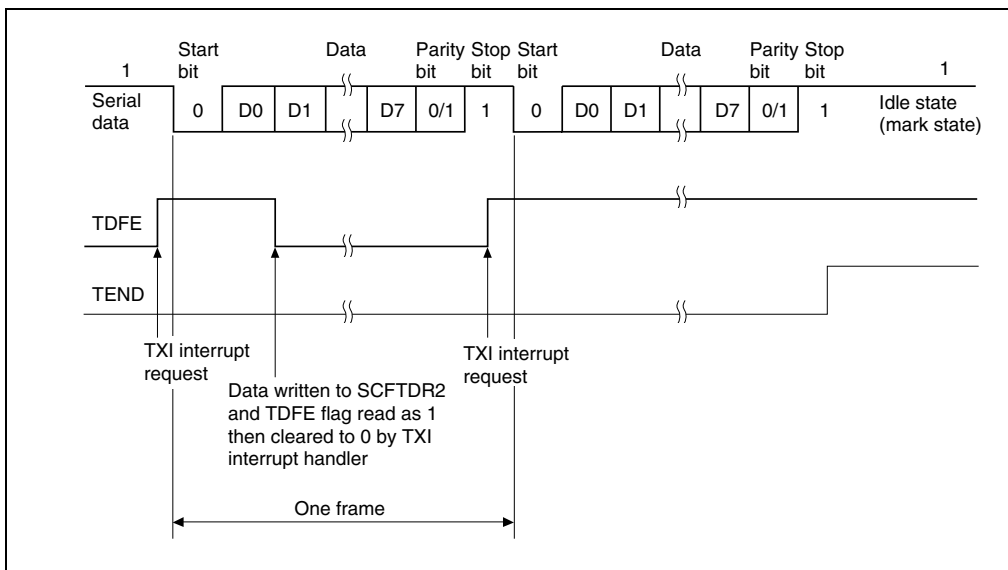 Start Data Parity Stop Start Data Parity Stop
1 bit bit bit bit bit bit 1
Serial data 0 D0 D1 D7 0/1 1 0 D0 D1 D7 0/1 1 Idle state
(mark state)
TDFE
TEND
TXI interrupt
request
TXI interrupt
request
Data written to SCFTDR2
and TDFE flag read as 1
then cleared to 0 by TXI
interrupt handler
One frame